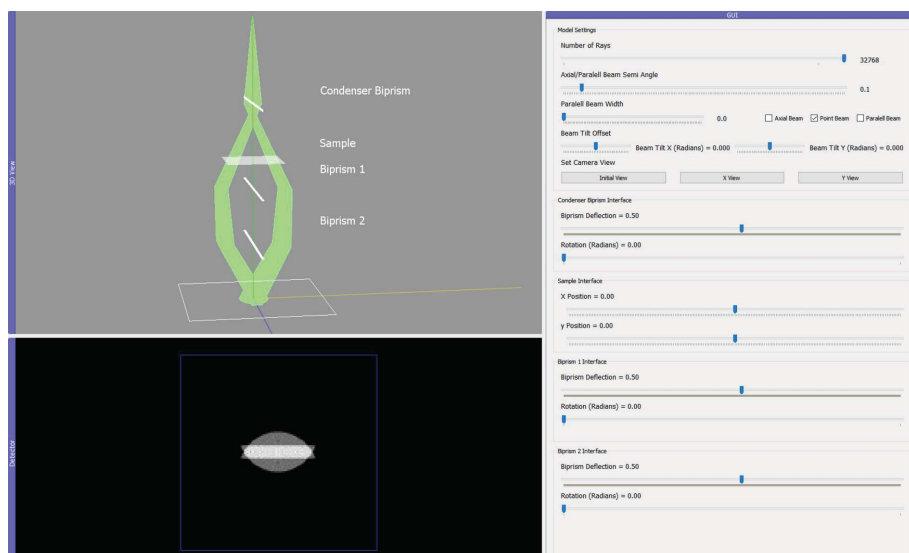 3D View
Condenser Biprism
Sample
Biprism 1
Biprism 2
Detector
GUI
Model Settings
Number of Rays
32768
Axial/Paralell Beam Semi Angle
0.1
Paralell Beam Width
0.0 Axial Beam Point Beam Paralell Beam
Beam Tilt Offset
Beam Tilt X (Radians) = 0.000 Beam Tilt Y (Radians) = 0.000
Set Camera View
Initial View X View Y View
Condenser Biprism Interface
Biprism Deflection = 0.50
Rotation (Radians) = 0.00
Sample Interface
X Position = 0.00
y Position = 0.00
Biprism 1 Interface
Biprism Deflection = 0.50
Rotation (Radians) = 0.00
Biprism 2 Interface
Biprism Deflection = 0.50
Rotation (Radians) = 0.00